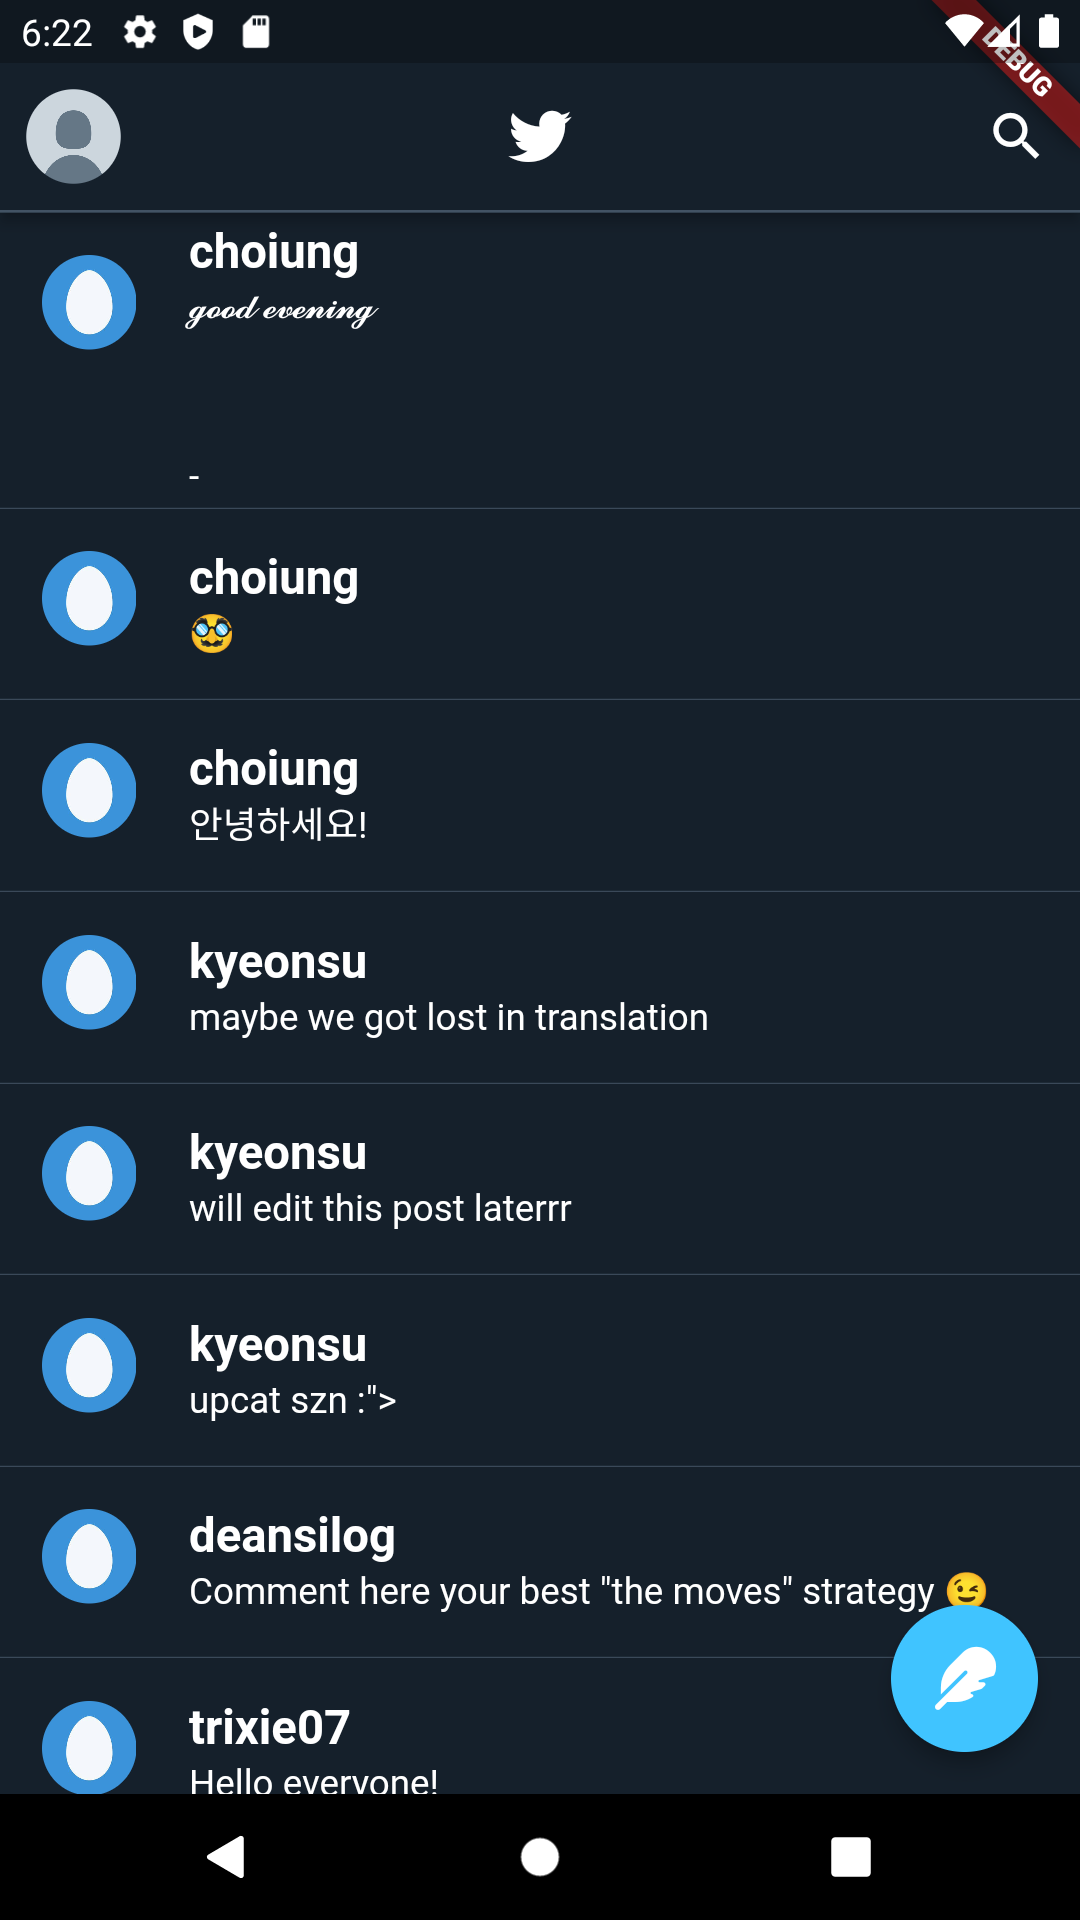 6:22
DEBUG
choiung
𝓰𝓸𝓸𝓭 𝓮𝓿𝓮𝓷𝓲𝓷𝓰
-
choiung
🥸
choiung
안녕하세요!
kyeonsu
maybe we got lost in translation
kyeonsu
will edit this post laterrr
kyeonsu
upcat szn :">
deansilog
Comment here your best "the moves" strategy 😉
trixie07
Hello everyone!